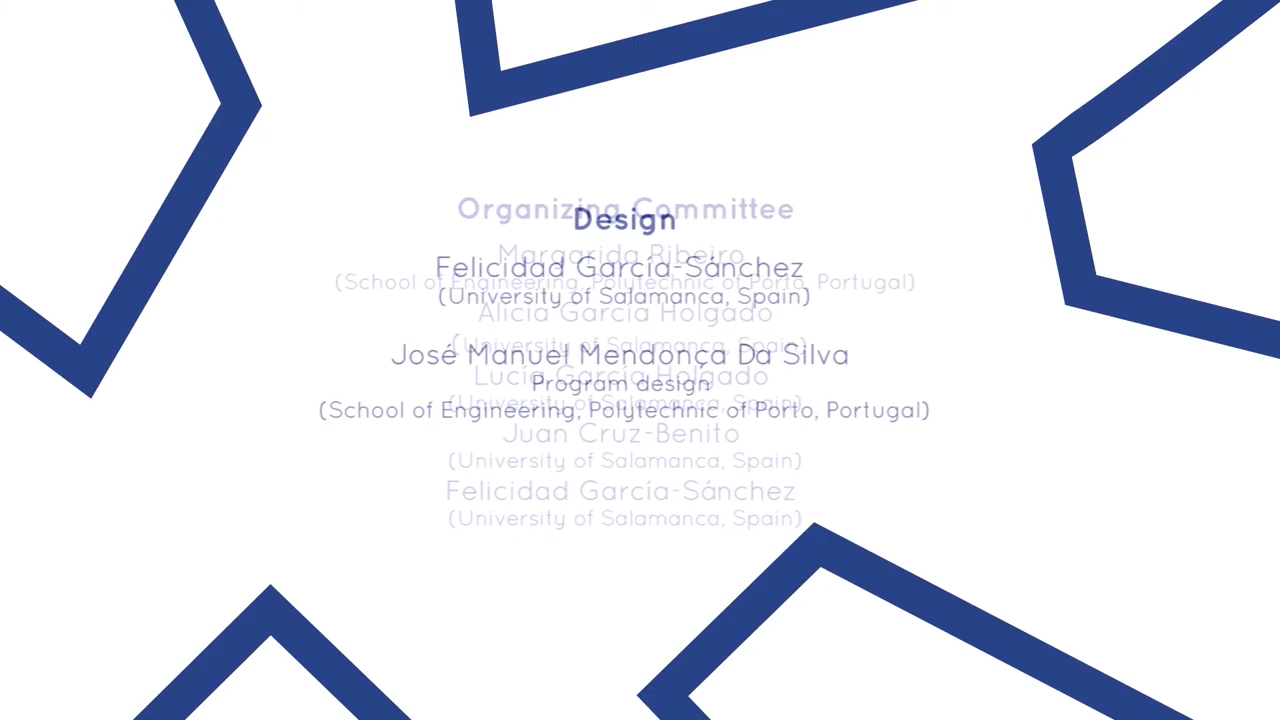 Organizing Committee
Margarida Ribeiro
(School of Engineering, Polytechnic of Porto, Portugal)
Alicia García Holgado
(University of Salamanca, Spain)
Lucía García Holgado
(University of Salamanca, Spain)
Juan Cruz-Benito
(University of Salamanca, Spain)
Felicidad García-Sánchez
(University of Salamanca, Spain)
Design
Felicidad García-Sánchez
(University of Salamanca, Spain)
José Manuel Mendonça Da Silva
Program design
(School of Engineering, Polytechnic of Porto, Portugal)